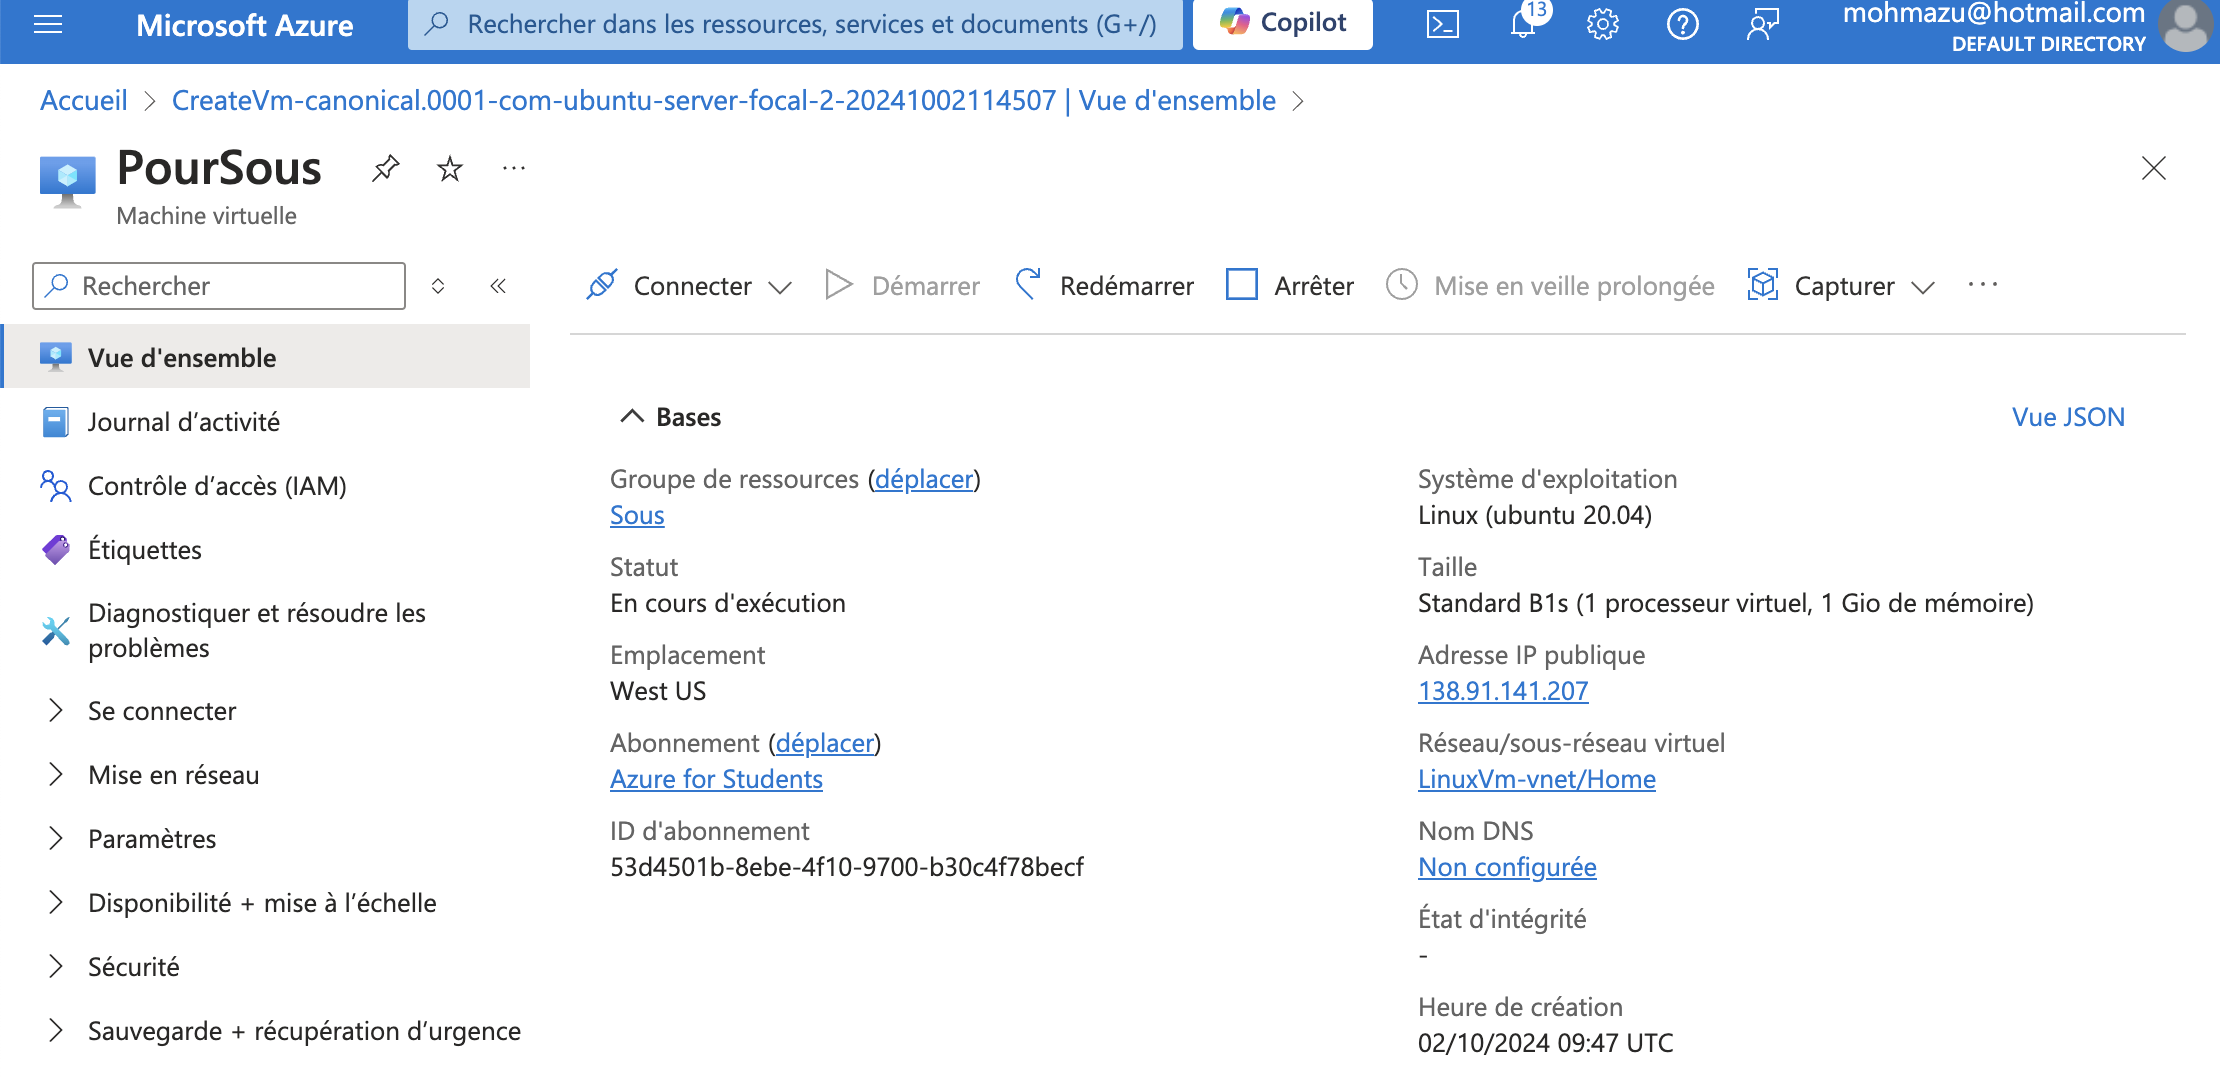 Microsoft Azure
Rechercher dans les ressources, services et documents (G+/)
Copilot
13
mohmazu@hotmail.com
DEFAULT DIRECTORY
Accueil > CreateVm-canonical.0001-com-ubuntu-server-focal-2-20241002114507 | Vue d'ensemble >
PourSous
Machine virtuelle
Rechercher
Connecter
Démarrer
Redémarrer
Arrêter
Mise en veille prolongée
Capturer
Vue d'ensemble
Journal d’activité
Contrôle d’accès (IAM)
Étiquettes
Diagnostiquer et résoudre les
problèmes
Se connecter
Mise en réseau
Paramètres
Disponibilité + mise à l’échelle
Sécurité
Sauvegarde + récupération d’urgence
Bases
Vue JSON
Groupe de ressources (déplacer)
Sous
Statut
En cours d'exécution
Emplacement
West US
Abonnement (déplacer)
Azure for Students
ID d'abonnement
53d4501b-8ebe-4f10-9700-b30c4f78becf
Système d'exploitation
Linux (ubuntu 20.04)
Taille
Standard B1s (1 processeur virtuel, 1 Gio de mémoire)
Adresse IP publique
138.91.141.207
Réseau/sous-réseau virtuel
LinuxVm-vnet/Home
Nom DNS
Non configurée
État d'intégrité
-
Heure de création
02/10/2024 09:47 UTC